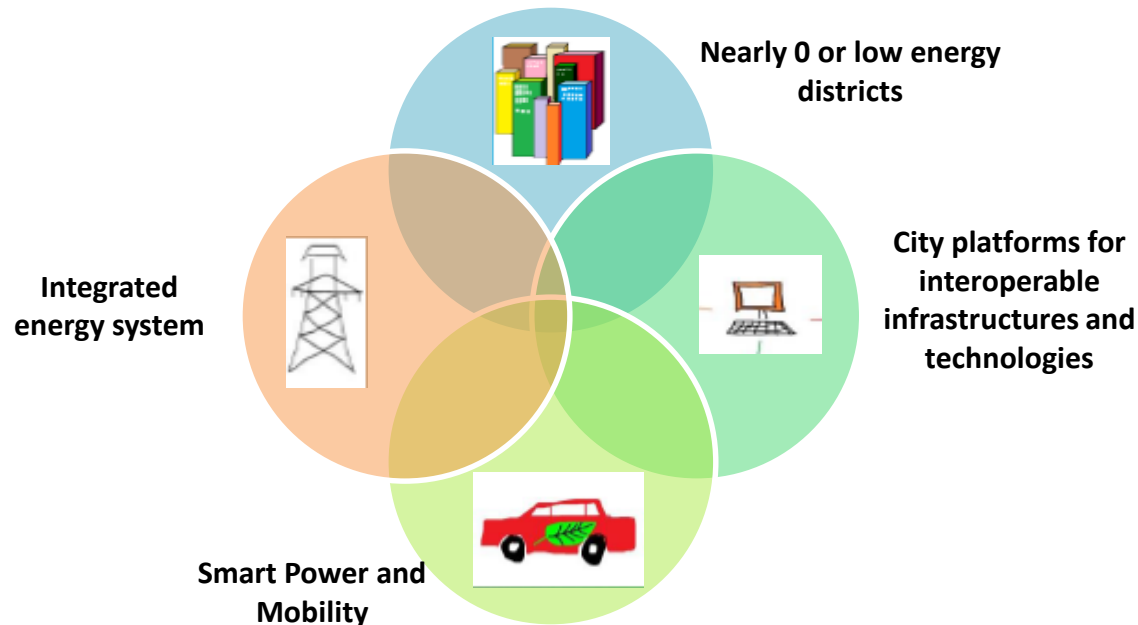 Nearly 0 or low energy
districts
City platforms for
interoperable
infrastructures and
technologies
Integrated
energy system
Smart Power and
Mobility